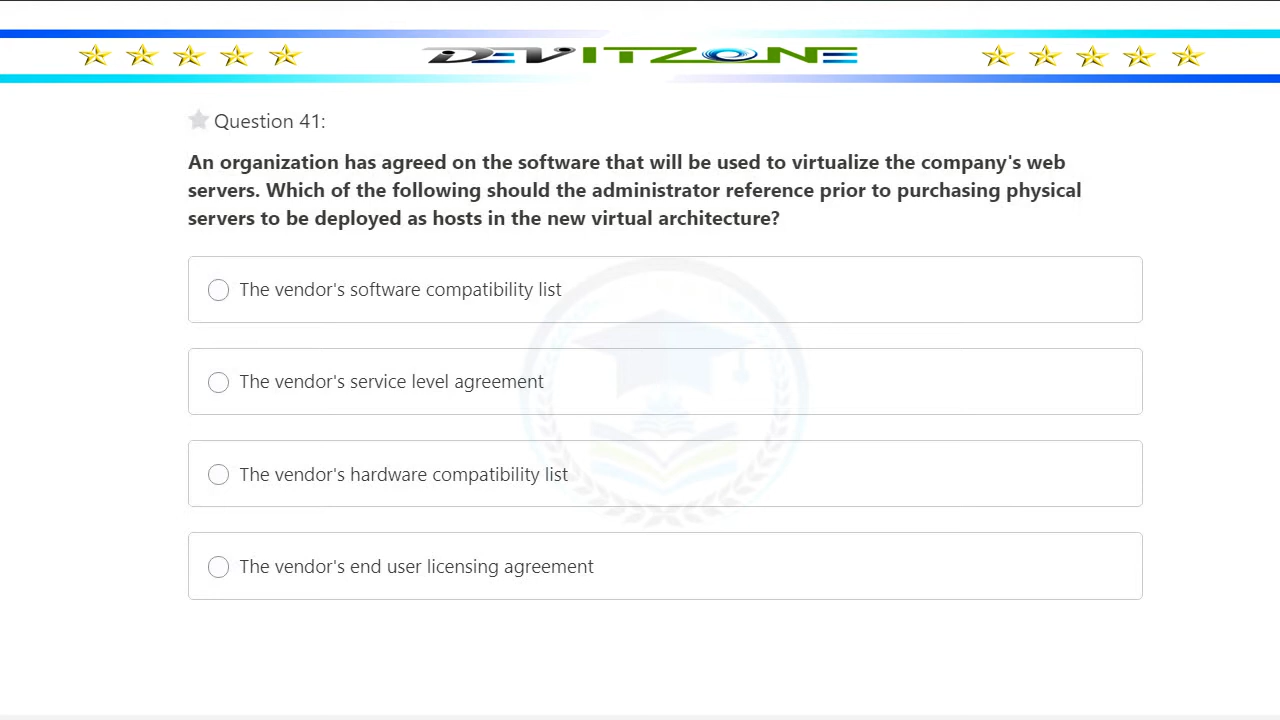 DEVITZONE
Question 41:
An organization has agreed on the software that will be used to virtualize the company's web
servers. Which of the following should the administrator reference prior to purchasing physical
servers to be deployed as hosts in the new virtual architecture?
The vendor's software compatibility list
The vendor's service level agreement
The vendor's hardware compatibility list
The vendor's end user licensing agreement